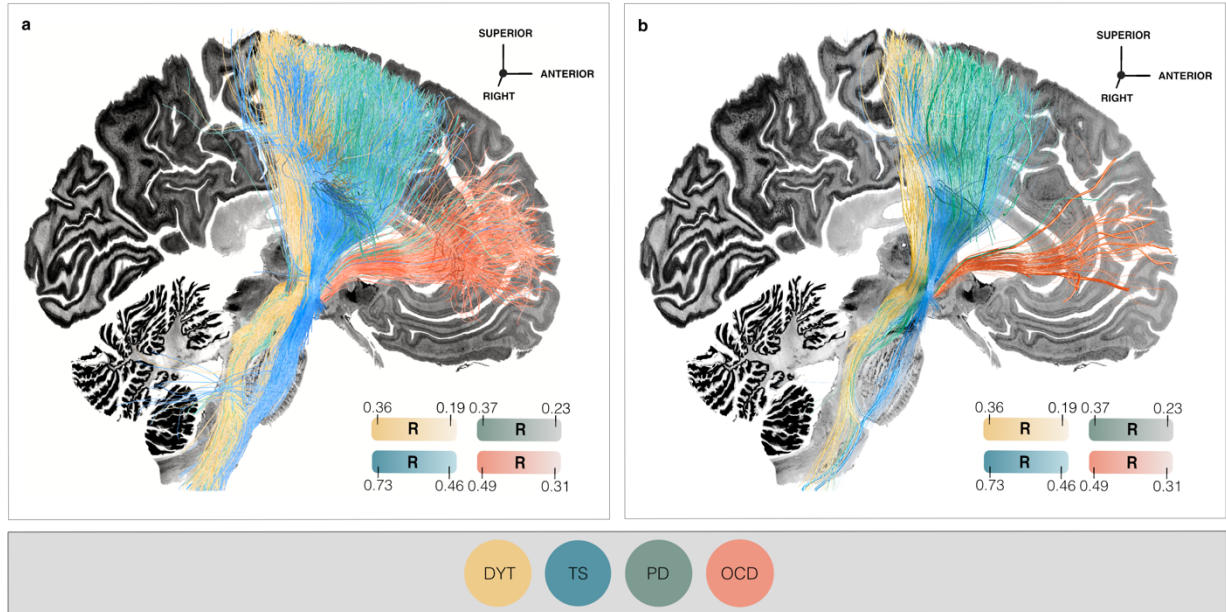 a
SUPERIOR
ANTERIOR
RIGHT
0.36 0.19 0.37 0.23
R R
R R
0.73 0.46 0.49 0.31
b
SUPERIOR
ANTERIOR
RIGHT
0.36 0.19 0.37 0.23
R R
R R
0.73 0.46 0.49 0.31
DYT TS PD OCD